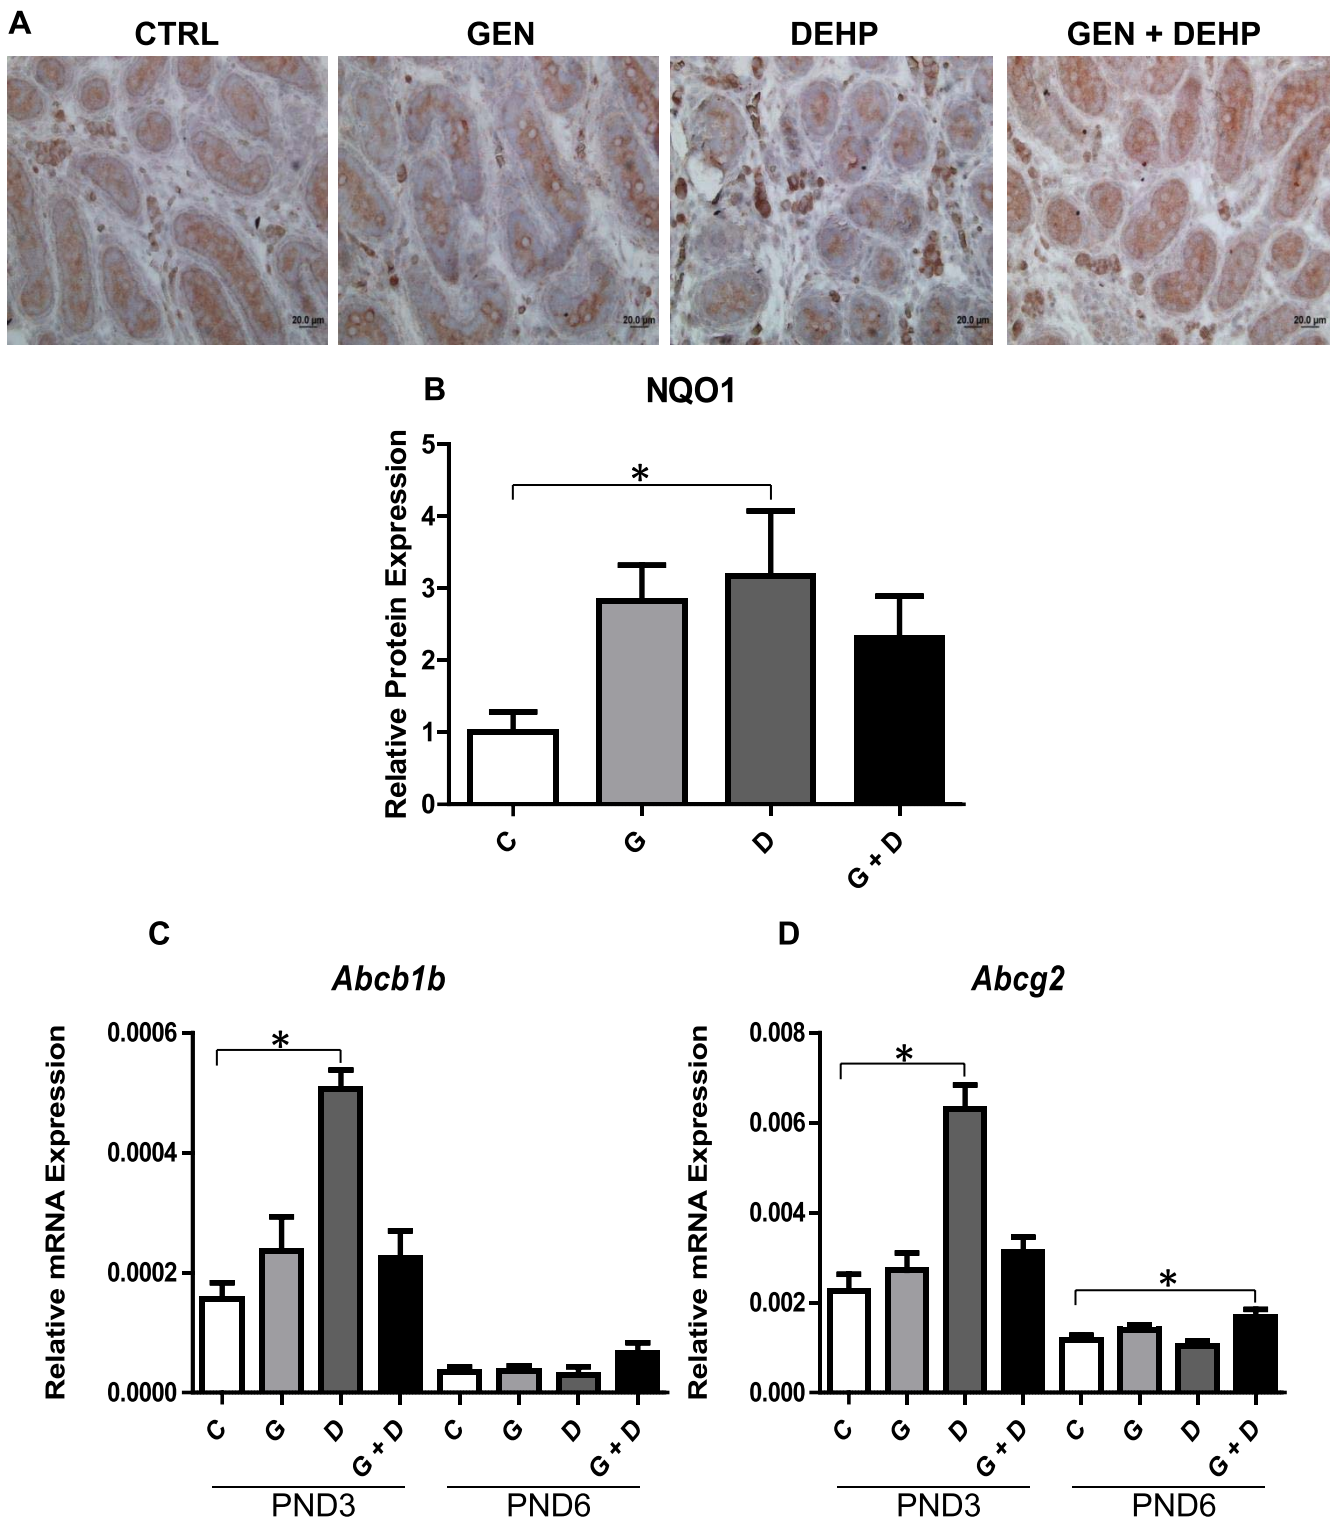 A
CTRL GEN DEHP GEN + DEHP
20.0 µm 20.0 µm 20.0 µm 20.0 µm
B NQO1
Relative Protein Expression
5
4
3
2
1
0
C G D G + D
*
C
Abcb1b
Relative mRNA Expression
0.0006
0.0004
0.0002
0.0000
*
C G D G + D C G D G + D
PND3 PND6
D
Abcg2
Relative mRNA Expression
0.008
0.006
0.004
0.002
0.000
*
*
C G D G + D C G D G + D
PND3 PND6